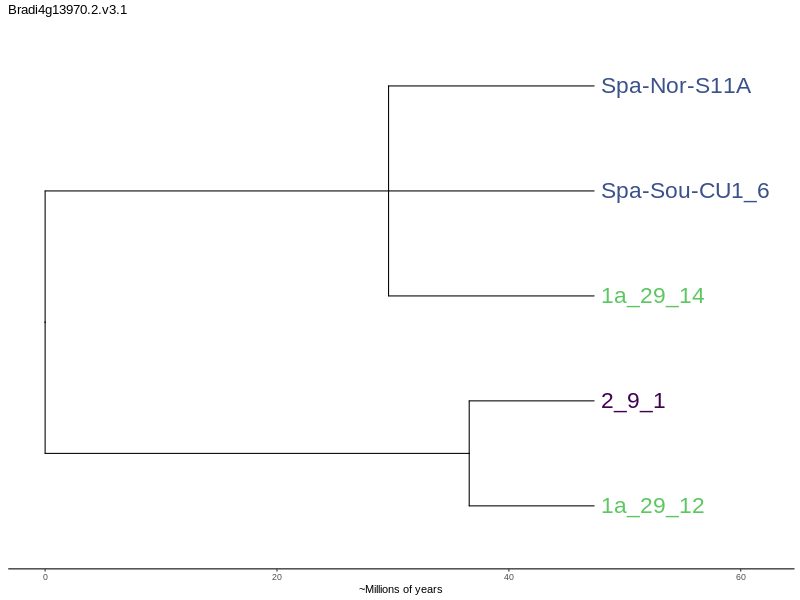 Bradi4g13970.2.v3.1
Spa-Nor-S11A
Spa-Sou-CU1_6
1a_29_14
2_9_1
1a_29_12
0 20 40 60
~Millions of years